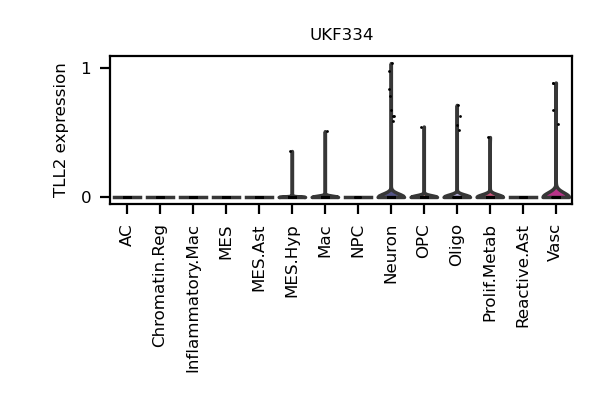 UKF334
TLL2 expression
1
0
AC
Chromatin.Reg
Inflammatory.Mac
MES
MES.Ast
MES.Hyp
Mac
NPC
Neuron
OPC
Oligo
Prolif.Metab
Reactive.Ast
Vasc